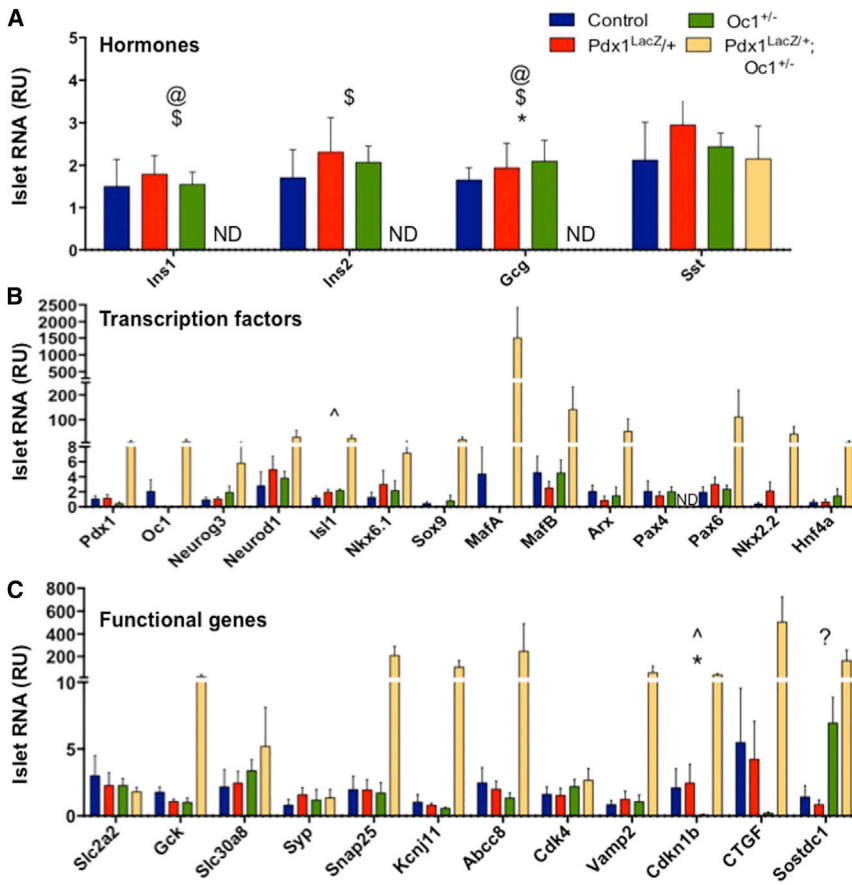 A
Hormones
Control
Oc1+/-
Pdx1LacZ/+
Pdx1LacZ/+;
Oc1+/-
Islet RNA (RU)
5
4
3
2
1
0
@
$
$
@
$
*
ND
ND
ND
Ins1
Ins2
Gcg
Sst
B
Transcription factors
Islet RNA (RU)
2500
2000
1500
1000
500
200
100
8
6
4
2
0
^
ND
Pdx1
Oc1
Neurog3
Neurod1
Isl1
Nkx6.1
Sox9
MafA
MafB
Arx
Pax4
Pax6
Nkx2.2
Hnf4a
C
Functional genes
Islet RNA (RU)
800
600
400
200
10
5
0
^
*
?
Slc2a2
Gck
Slc30a8
Syp
Snap25
Kcnj11
Abcc8
Cdk4
Vamp2
Cdkn1b
CTGF
Sostdc1